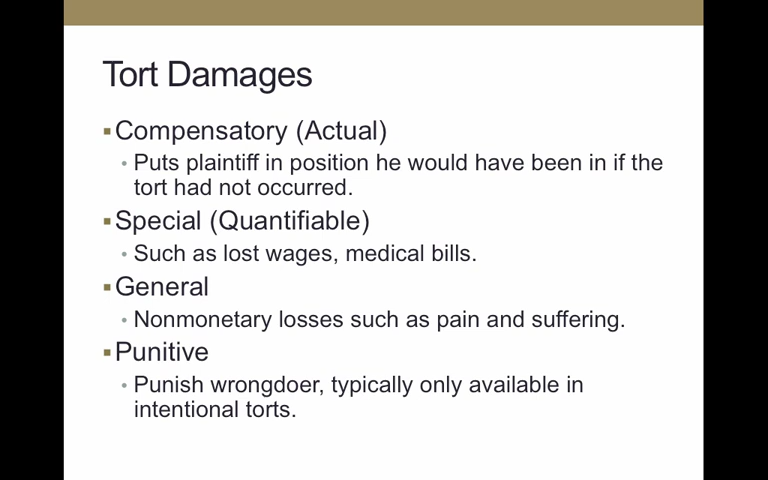 Tort Damages
▪Compensatory (Actual)
• Puts plaintiff in position he would have been in if the
tort had not occurred.
▪Special (Quantifiable)
• Such as lost wages, medical bills.
▪General
• Nonmonetary losses such as pain and suffering.
▪Punitive
• Punish wrongdoer, typically only available in
intentional torts.